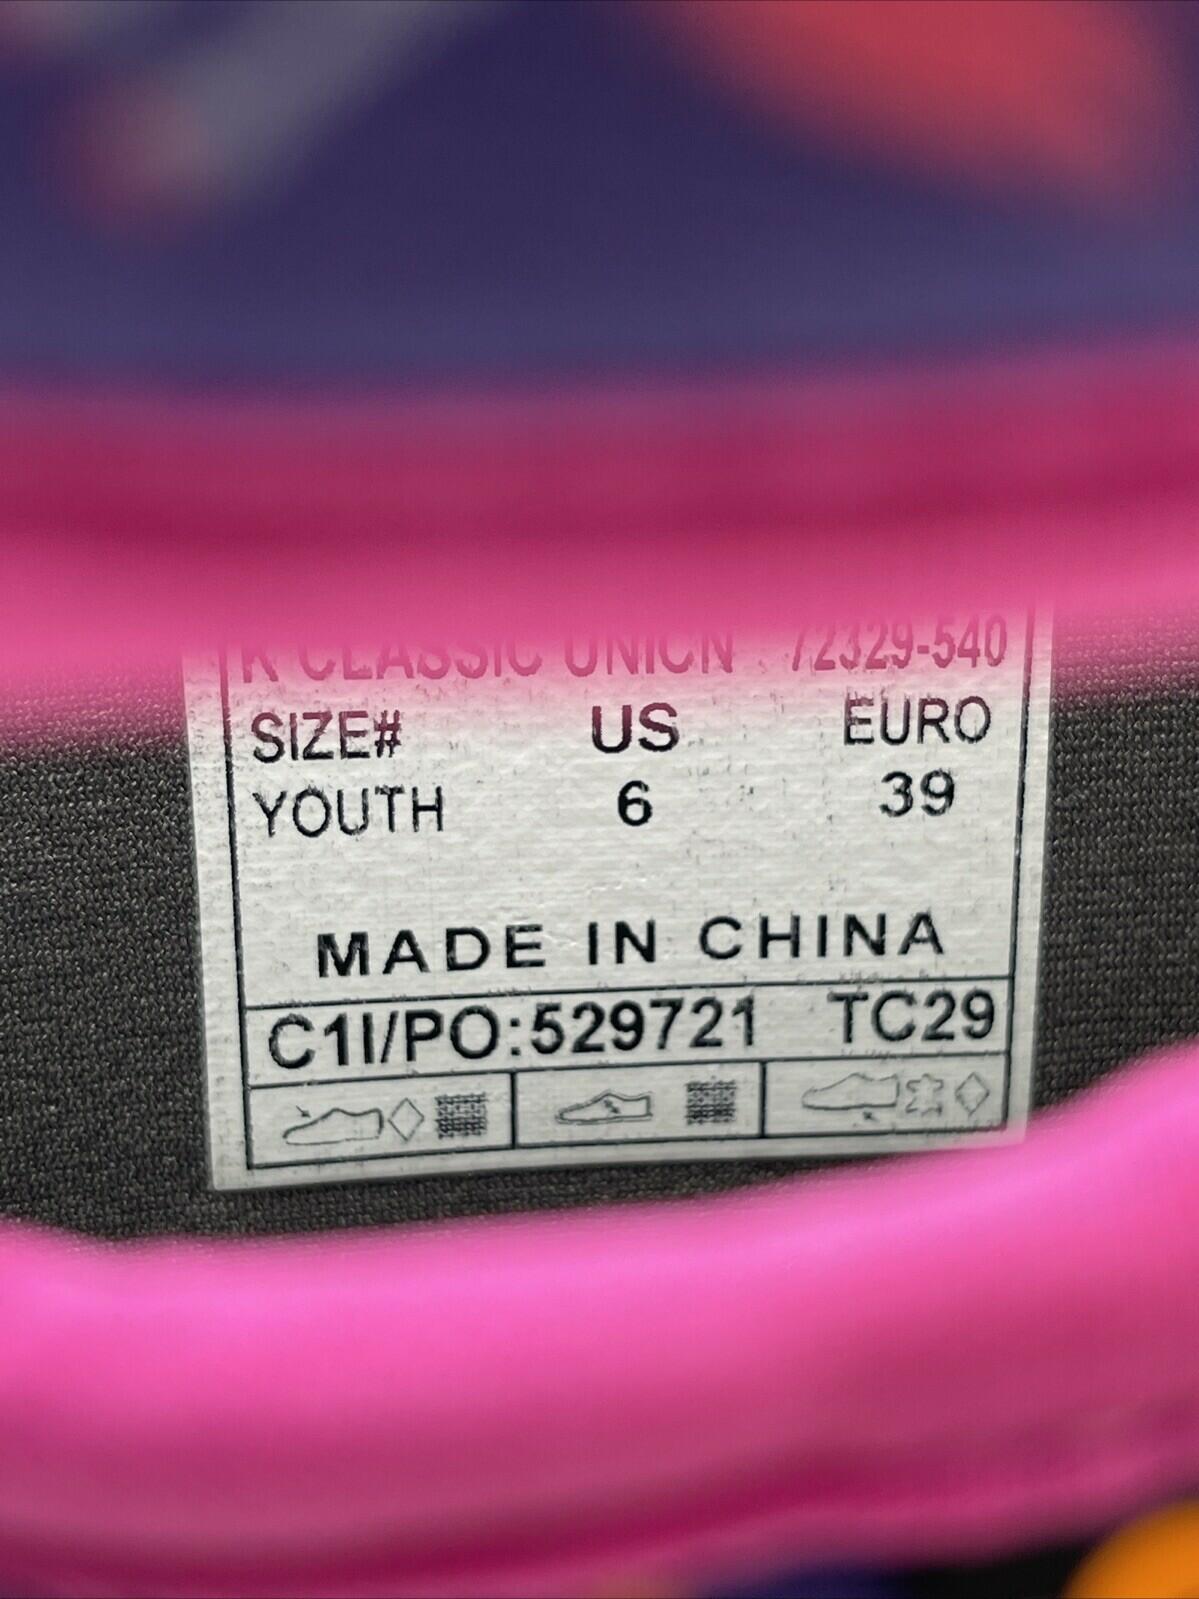 K CLASSIC UNICN 72329-540
SIZE# US EURO
YOUTH 6 39
MADE IN CHINA
C1I/PO:529721 TC29